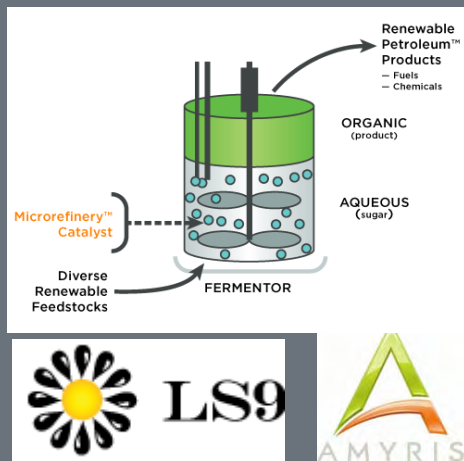 Renewable
Petroleum™
Products
— Fuels
— Chemicals
ORGANIC
(product)
AQUEOUS
(sugar)
Microrefinery™
Catalyst
Diverse
Renewable
Feedstocks
FERMENTOR
LS9
AMYRIS